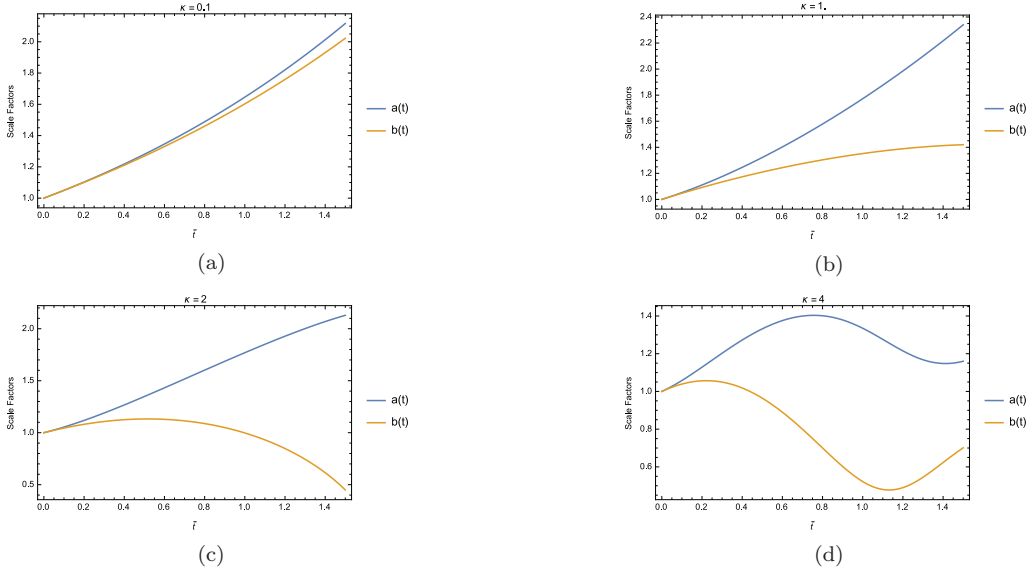 κ = 0.1
Scale Factors
2.0
1.8
1.6
1.4
1.2
1.0
0.0 0.2 0.4 0.6 0.8 1.0 1.2 1.4
t̄
a(t)
b(t)
(a)
κ = 1.
Scale Factors
2.4
2.2
2.0
1.8
1.6
1.4
1.2
1.0
0.0 0.2 0.4 0.6 0.8 1.0 1.2 1.4
t̄
a(t)
b(t)
(b)
κ = 2
Scale Factors
2.0
1.5
1.0
0.5
0.0 0.2 0.4 0.6 0.8 1.0 1.2 1.4
t̄
a(t)
b(t)
(c)
κ = 4
Scale Factors
1.4
1.2
1.0
0.8
0.6
0.0 0.2 0.4 0.6 0.8 1.0 1.2 1.4
t̄
a(t)
b(t)
(d)